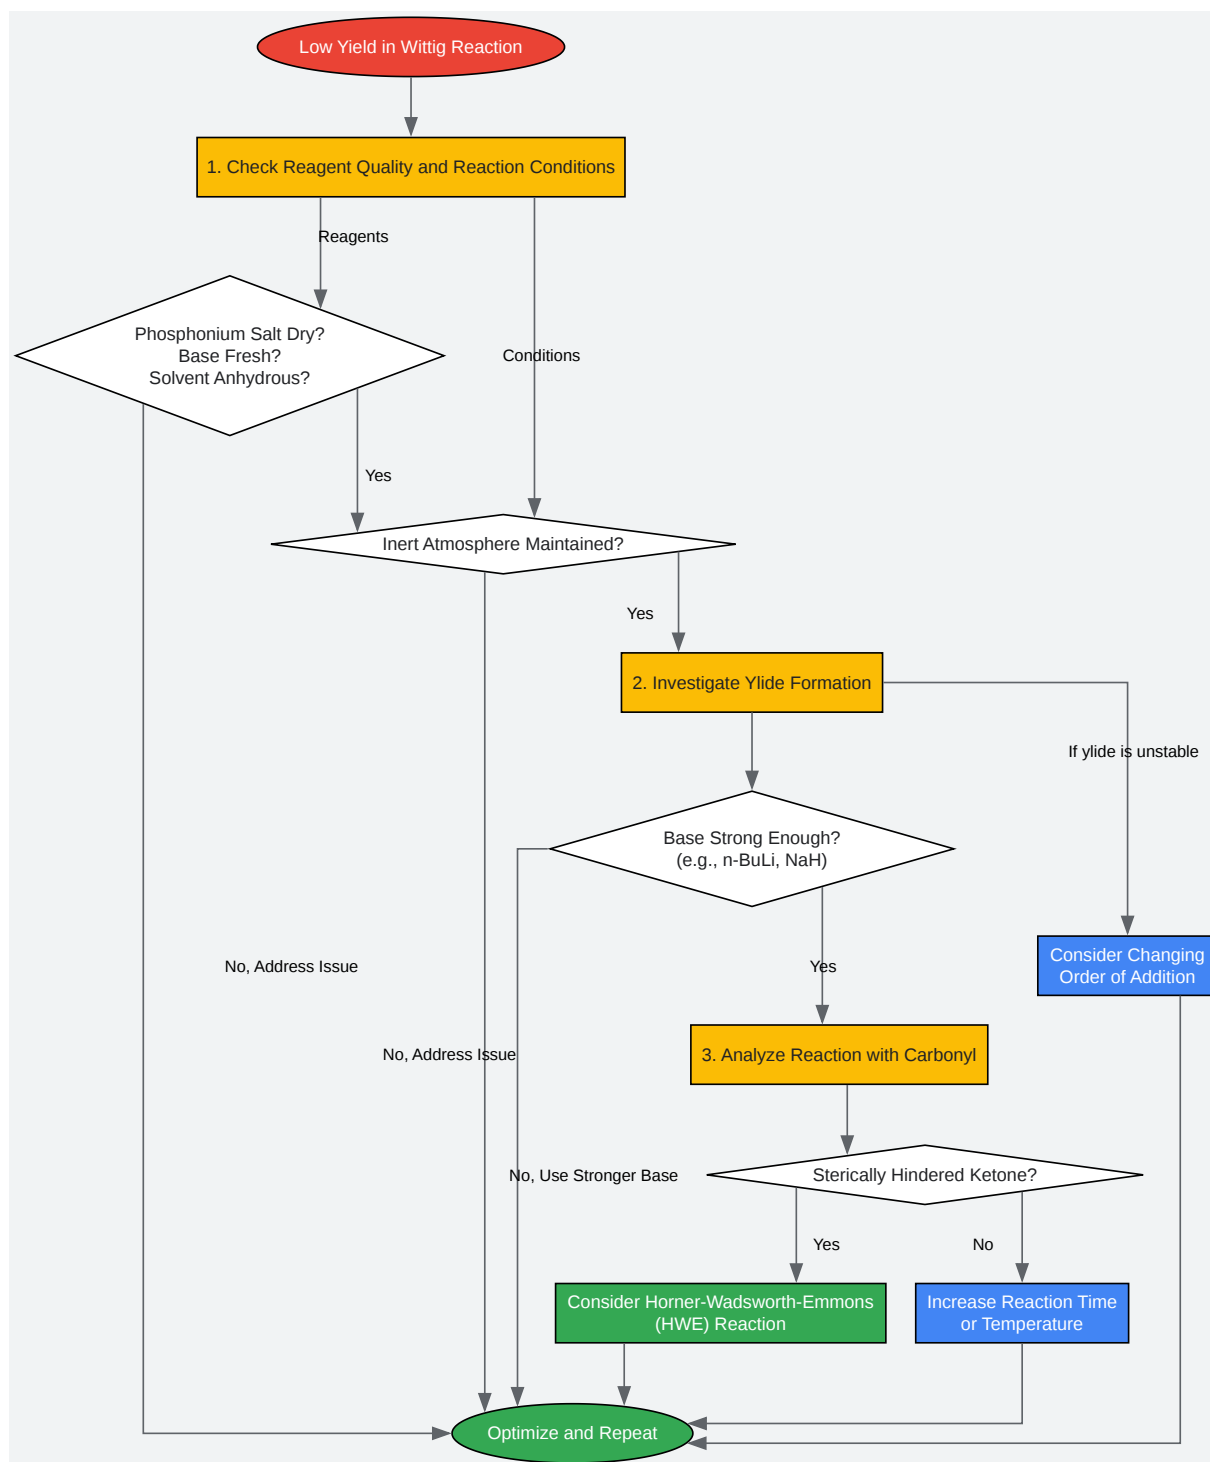 Low Yield in Wittig Reaction
1. Check Reagent Quality and Reaction Conditions
Reagents
Phosphonium Salt Dry?
Base Fresh?
Solvent Anhydrous?
Conditions
Yes
Inert Atmosphere Maintained?
Yes
2. Investigate Ylide Formation
If ylide is unstable
Base Strong Enough?
(e.g., n-BuLi, NaH)
Consider Changing
Order of Addition
No, Address Issue
Yes
No, Address Issue
3. Analyze Reaction with Carbonyl
No, Use Stronger Base
Sterically Hindered Ketone?
Yes
No
Consider Horner-Wadsworth-Emmons
(HWE) Reaction
Increase Reaction Time
or Temperature
Optimize and Repeat